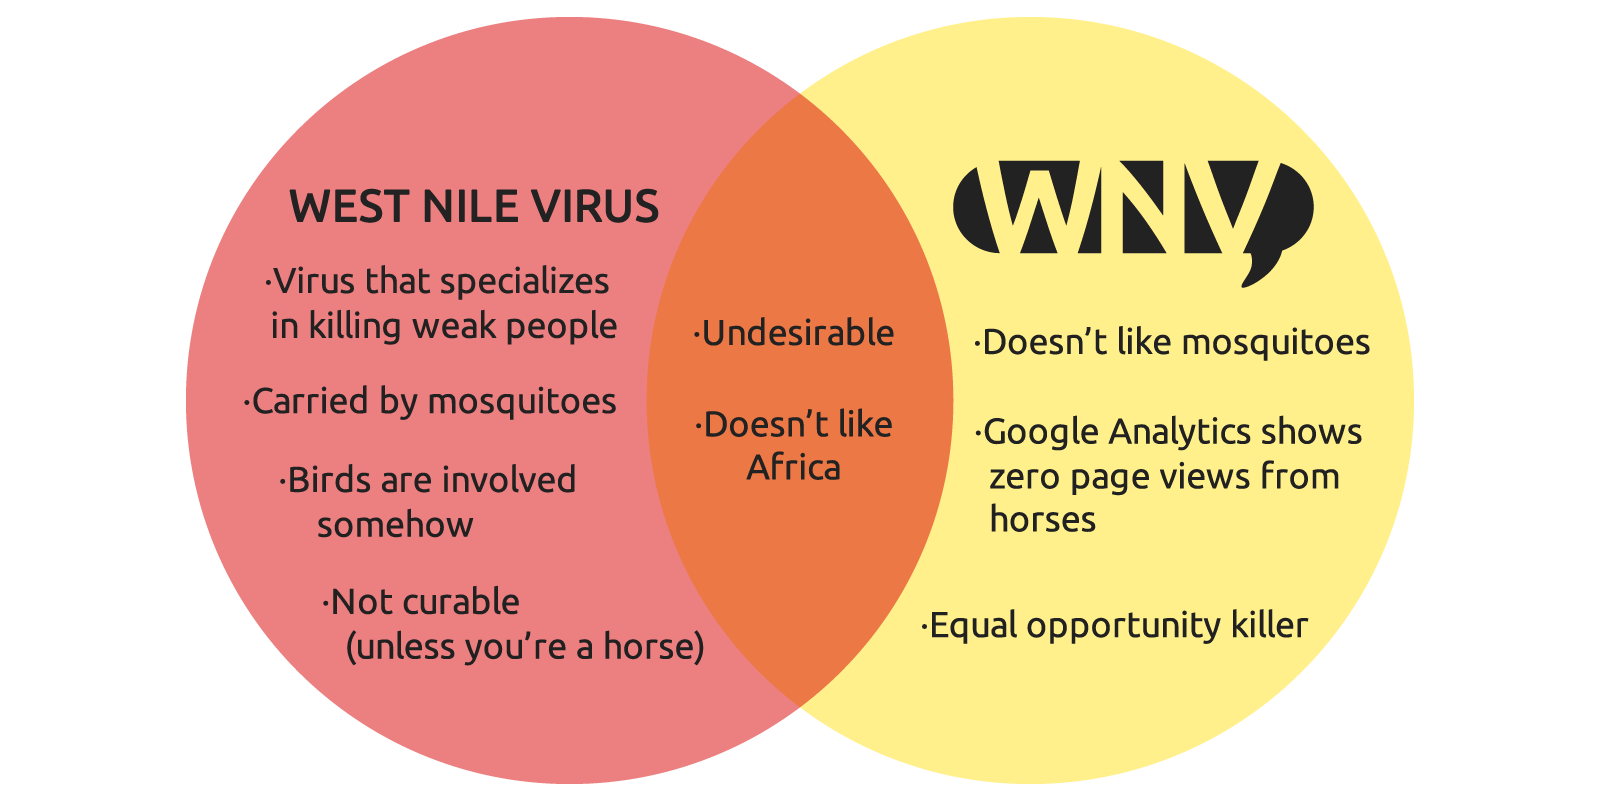 WEST NILE VIRUS
·Virus that specializes
in killing weak people
·Carried by mosquitoes
·Birds are involved
somehow
·Not curable
(unless you’re a horse)
·Undesirable
·Doesn’t like
Africa
WNV
·Doesn’t like mosquitoes
·Google Analytics shows
zero page views from
horses
·Equal opportunity killer